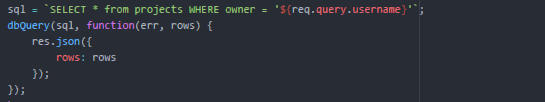 sql = `SELECT * from projects WHERE owner = '${req.query.username}'`;
dbQuery(sql, function(err, rows) {
    res.json({
        rows: rows
    });
});